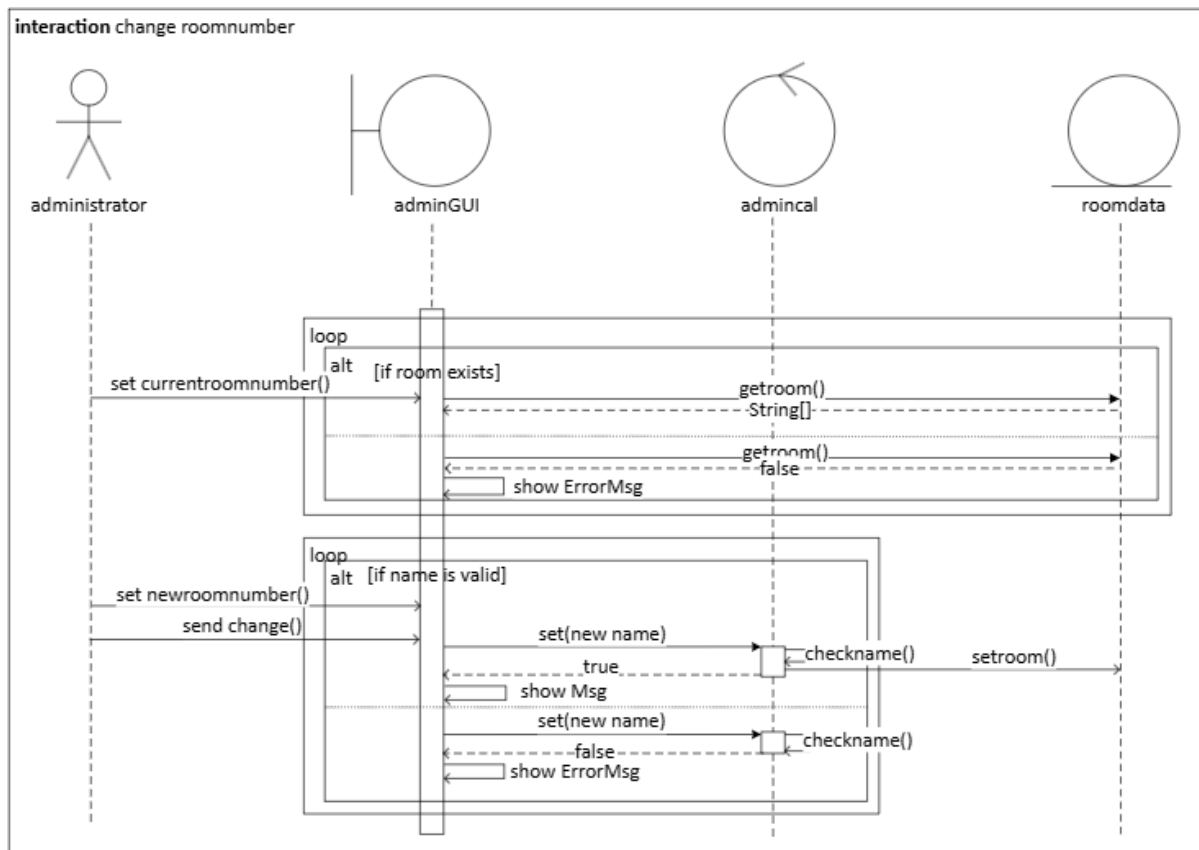 interaction change roomnumber
administrator
adminGUI
admincal
roomdata
loop
alt
[if room exists]
set currentroomnumber()
getroom()
String[]
getroom()
false
show ErrorMsg
loop
alt
[if name is valid]
set newroomnumber()
send change()
set(new name)
checkname()
setroom()
true
show Msg
set(new name)
checkname()
false
show ErrorMsg